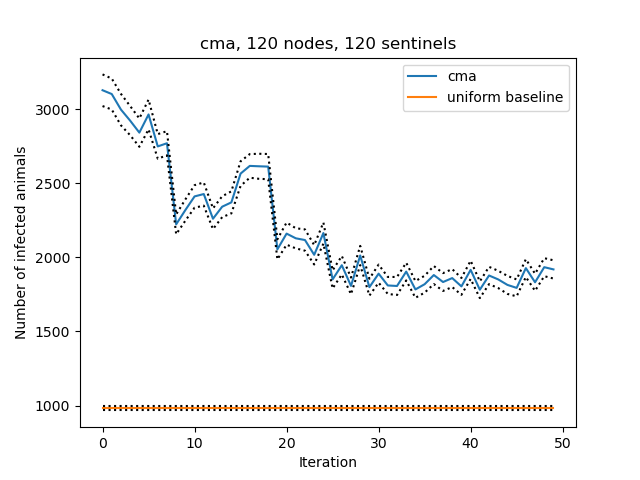 cma, 120 nodes, 120 sentinels
cma
uniform baseline
Number of infected animals
3000
2500
2000
1500
1000
0 10 20 30 40 50
Iteration